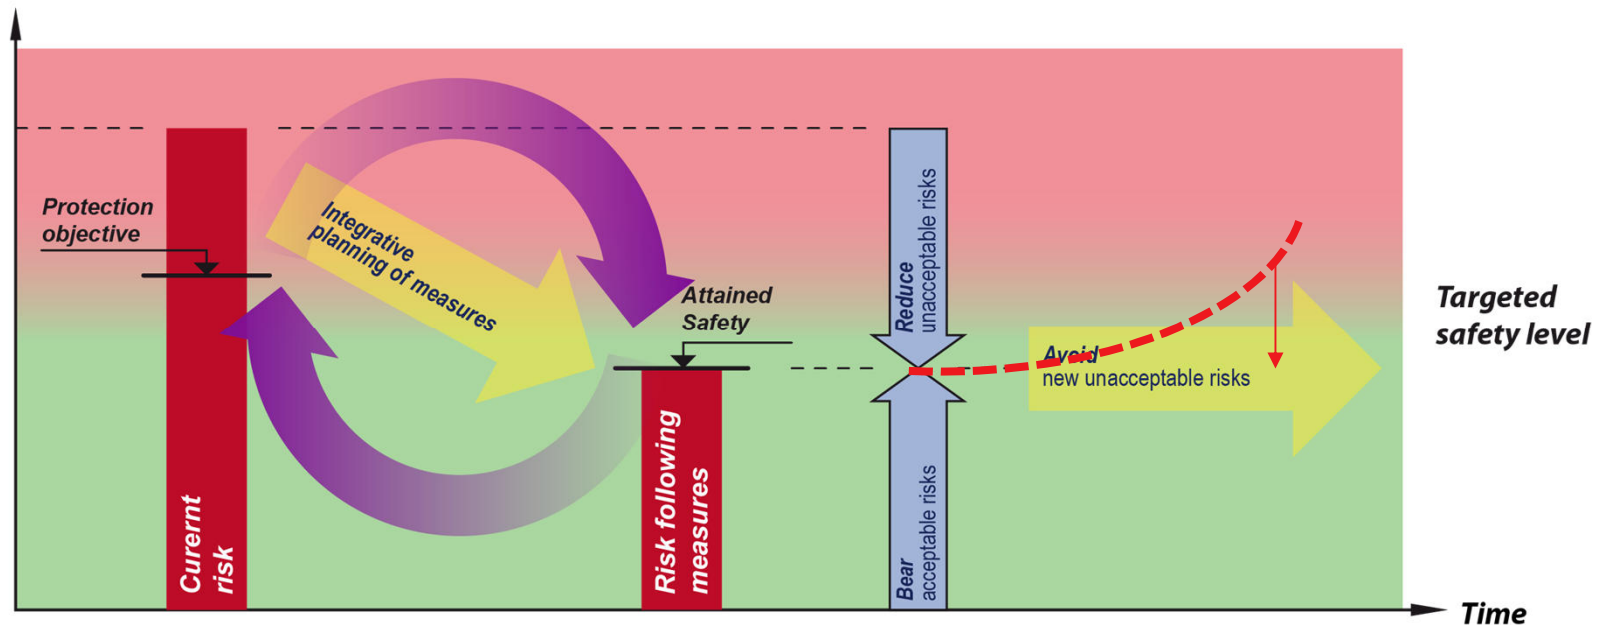 Protection
objective
Curernt
risk
Integrative
planning of measures
Attained
Safety
Risk following
measures
Reduce
unacceptable risks
Bear
acceptable risks
Avoid
new unacceptable risks
Targeted
safety level
Time